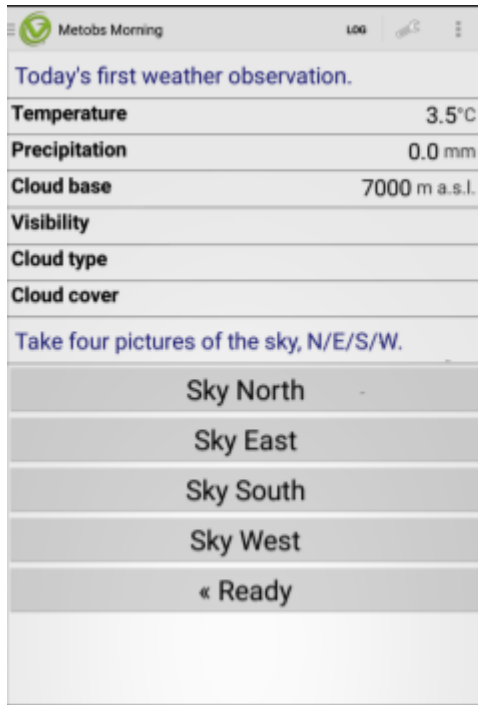 Metobs Morning LOG
Today's first weather observation.
Temperature 3.5°C
Precipitation 0.0 mm
Cloud base 7000 m a.s.l.
Visibility
Cloud type
Cloud cover
Take four pictures of the sky, N/E/S/W.
Sky North
Sky East
Sky South
Sky West
« Ready